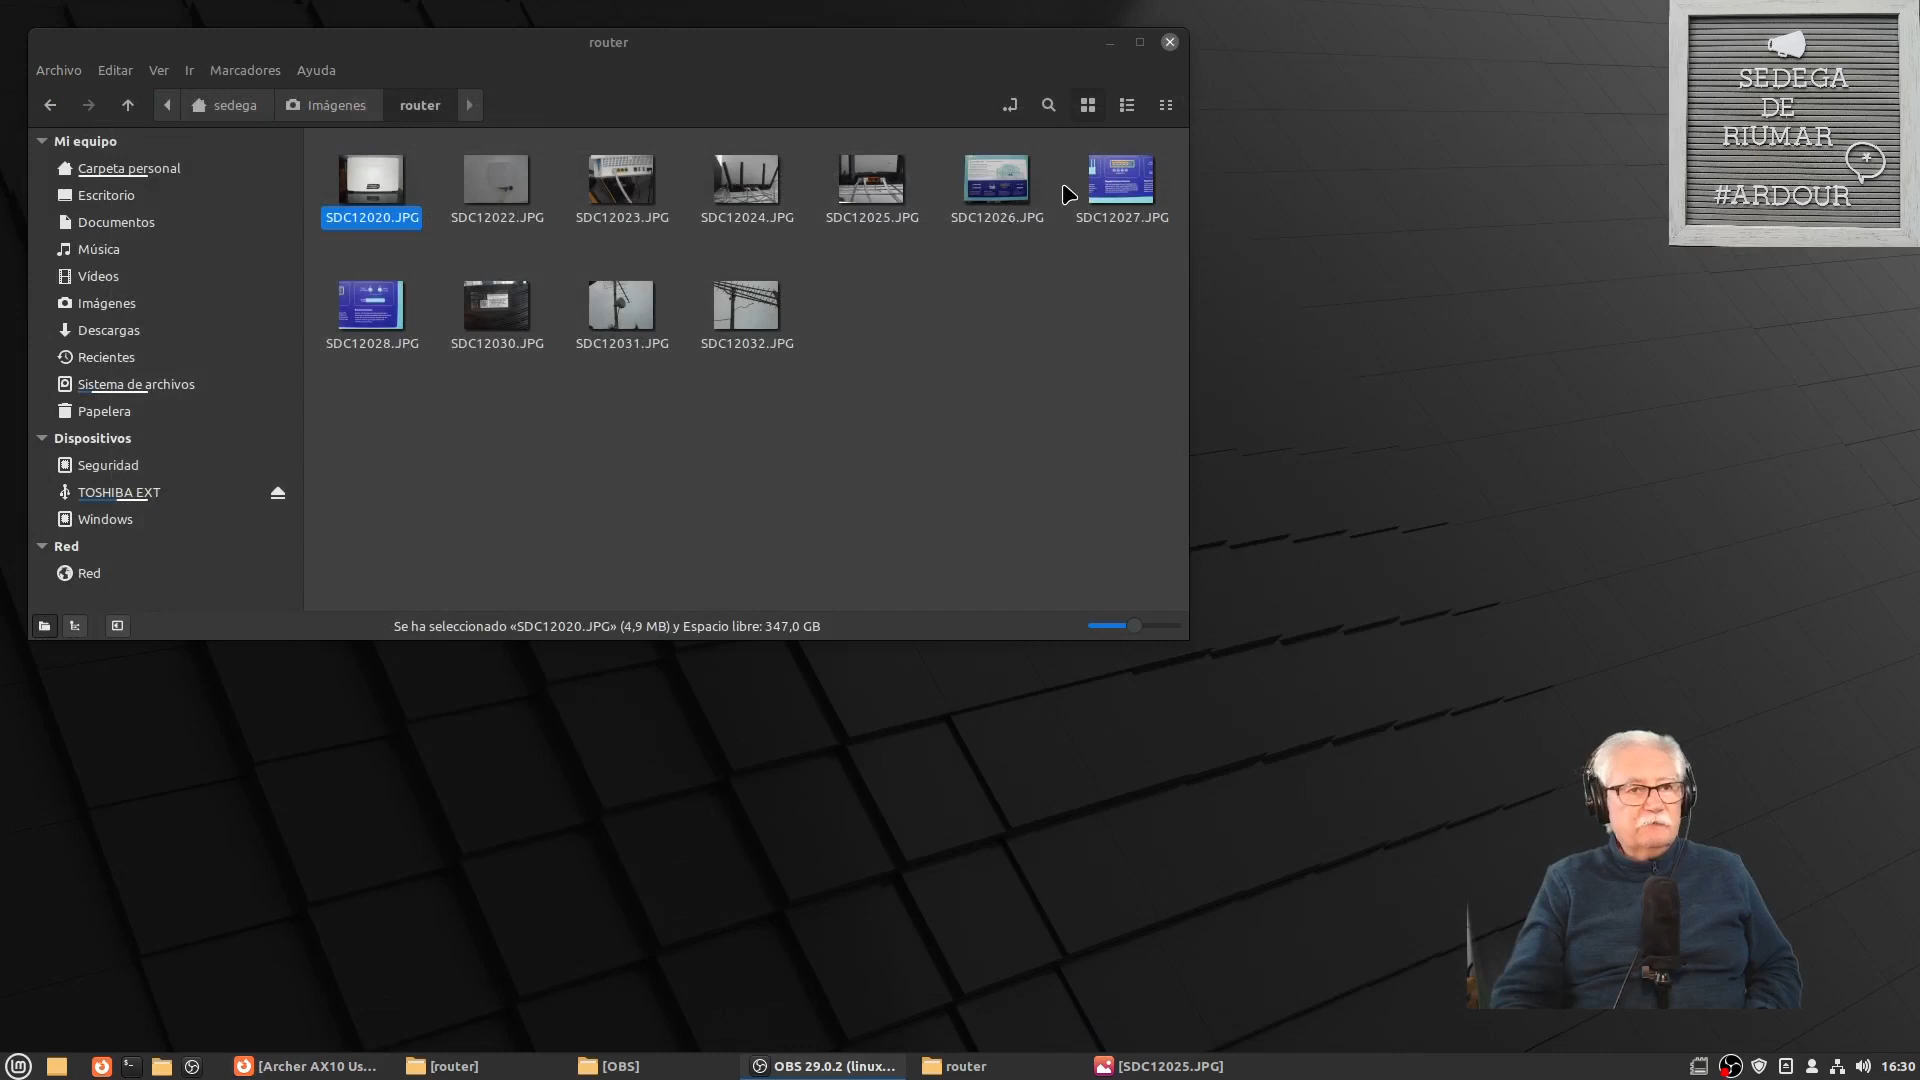 router
Archivo Editar Ver Ir Marcadores Ayuda
sedega Imágenes router
Mi equipo
Carpeta personal
Escritorio
Documentos
Música
Vídeos
Imágenes
Descargas
Recientes
Sistema de archivos
Papelera
Dispositivos
Seguridad
TOSHIBA EXT
Windows
Red
Red
SDC12020.JPG SDC12022.JPG SDC12023.JPG SDC12024.JPG SDC12025.JPG SDC12026.JPG SDC12027.JPG
SDC12028.JPG SDC12030.JPG SDC12031.JPG SDC12032.JPG
Se ha seleccionado «SDC12020.JPG» (4,9 MB) y Espacio libre: 347,0 GB
SEDEGA
DE
RIUMAR
#ARDOUR
[Archer AX10 Us... [router] [OBS] OBS 29.0.2 (linux... router [SDC12025.JPG] 16:30